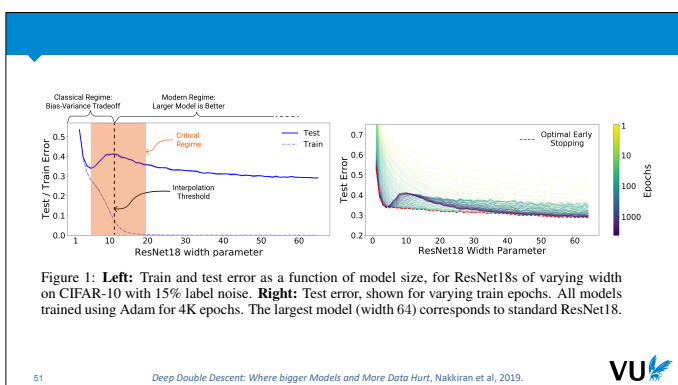 Classical Regime:
Bias-Variance Tradeoff
Modern Regime:
Larger Model is Better
Test / Train Error
0.5
0.4
0.3
0.2
0.1
0.0
Critical
Regime
Interpolation
Threshold
Test
Train
1 10 20 30 40 50 60
ResNet18 width parameter
Test Error
0.7
0.6
0.5
0.4
0.3
0.2
Optimal Early
Stopping
0 10 20 30 40 50 60
ResNet18 Width Parameter
1
10
100
1000
Epochs
Figure 1: Left: Train and test error as a function of model size, for ResNet18s of varying width
on CIFAR-10 with 15% label noise. Right: Test error, shown for varying train epochs. All models
trained using Adam for 4K epochs. The largest model (width 64) corresponds to standard ResNet18.
51
Deep Double Descent: Where bigger Models and More Data Hurt, Nakkiran et al, 2019.
VU